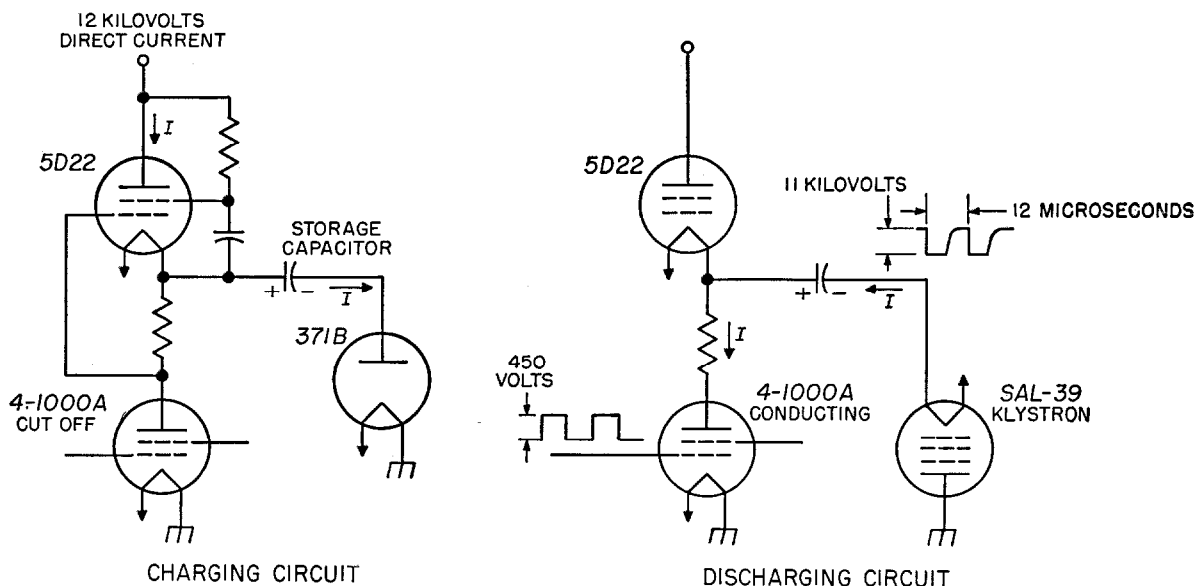 12 KILOVOLTS
DIRECT CURRENT
I
5D22
STORAGE
CAPACITOR
+ -
I
371B
4-1000A
CUT OFF
CHARGING CIRCUIT
5D22
11 KILOVOLTS
12 MICROSECONDS
+ -
I
I
450
VOLTS
4-1000A
CONDUCTING
SAL-39
KLYSTRON
DISCHARGING CIRCUIT